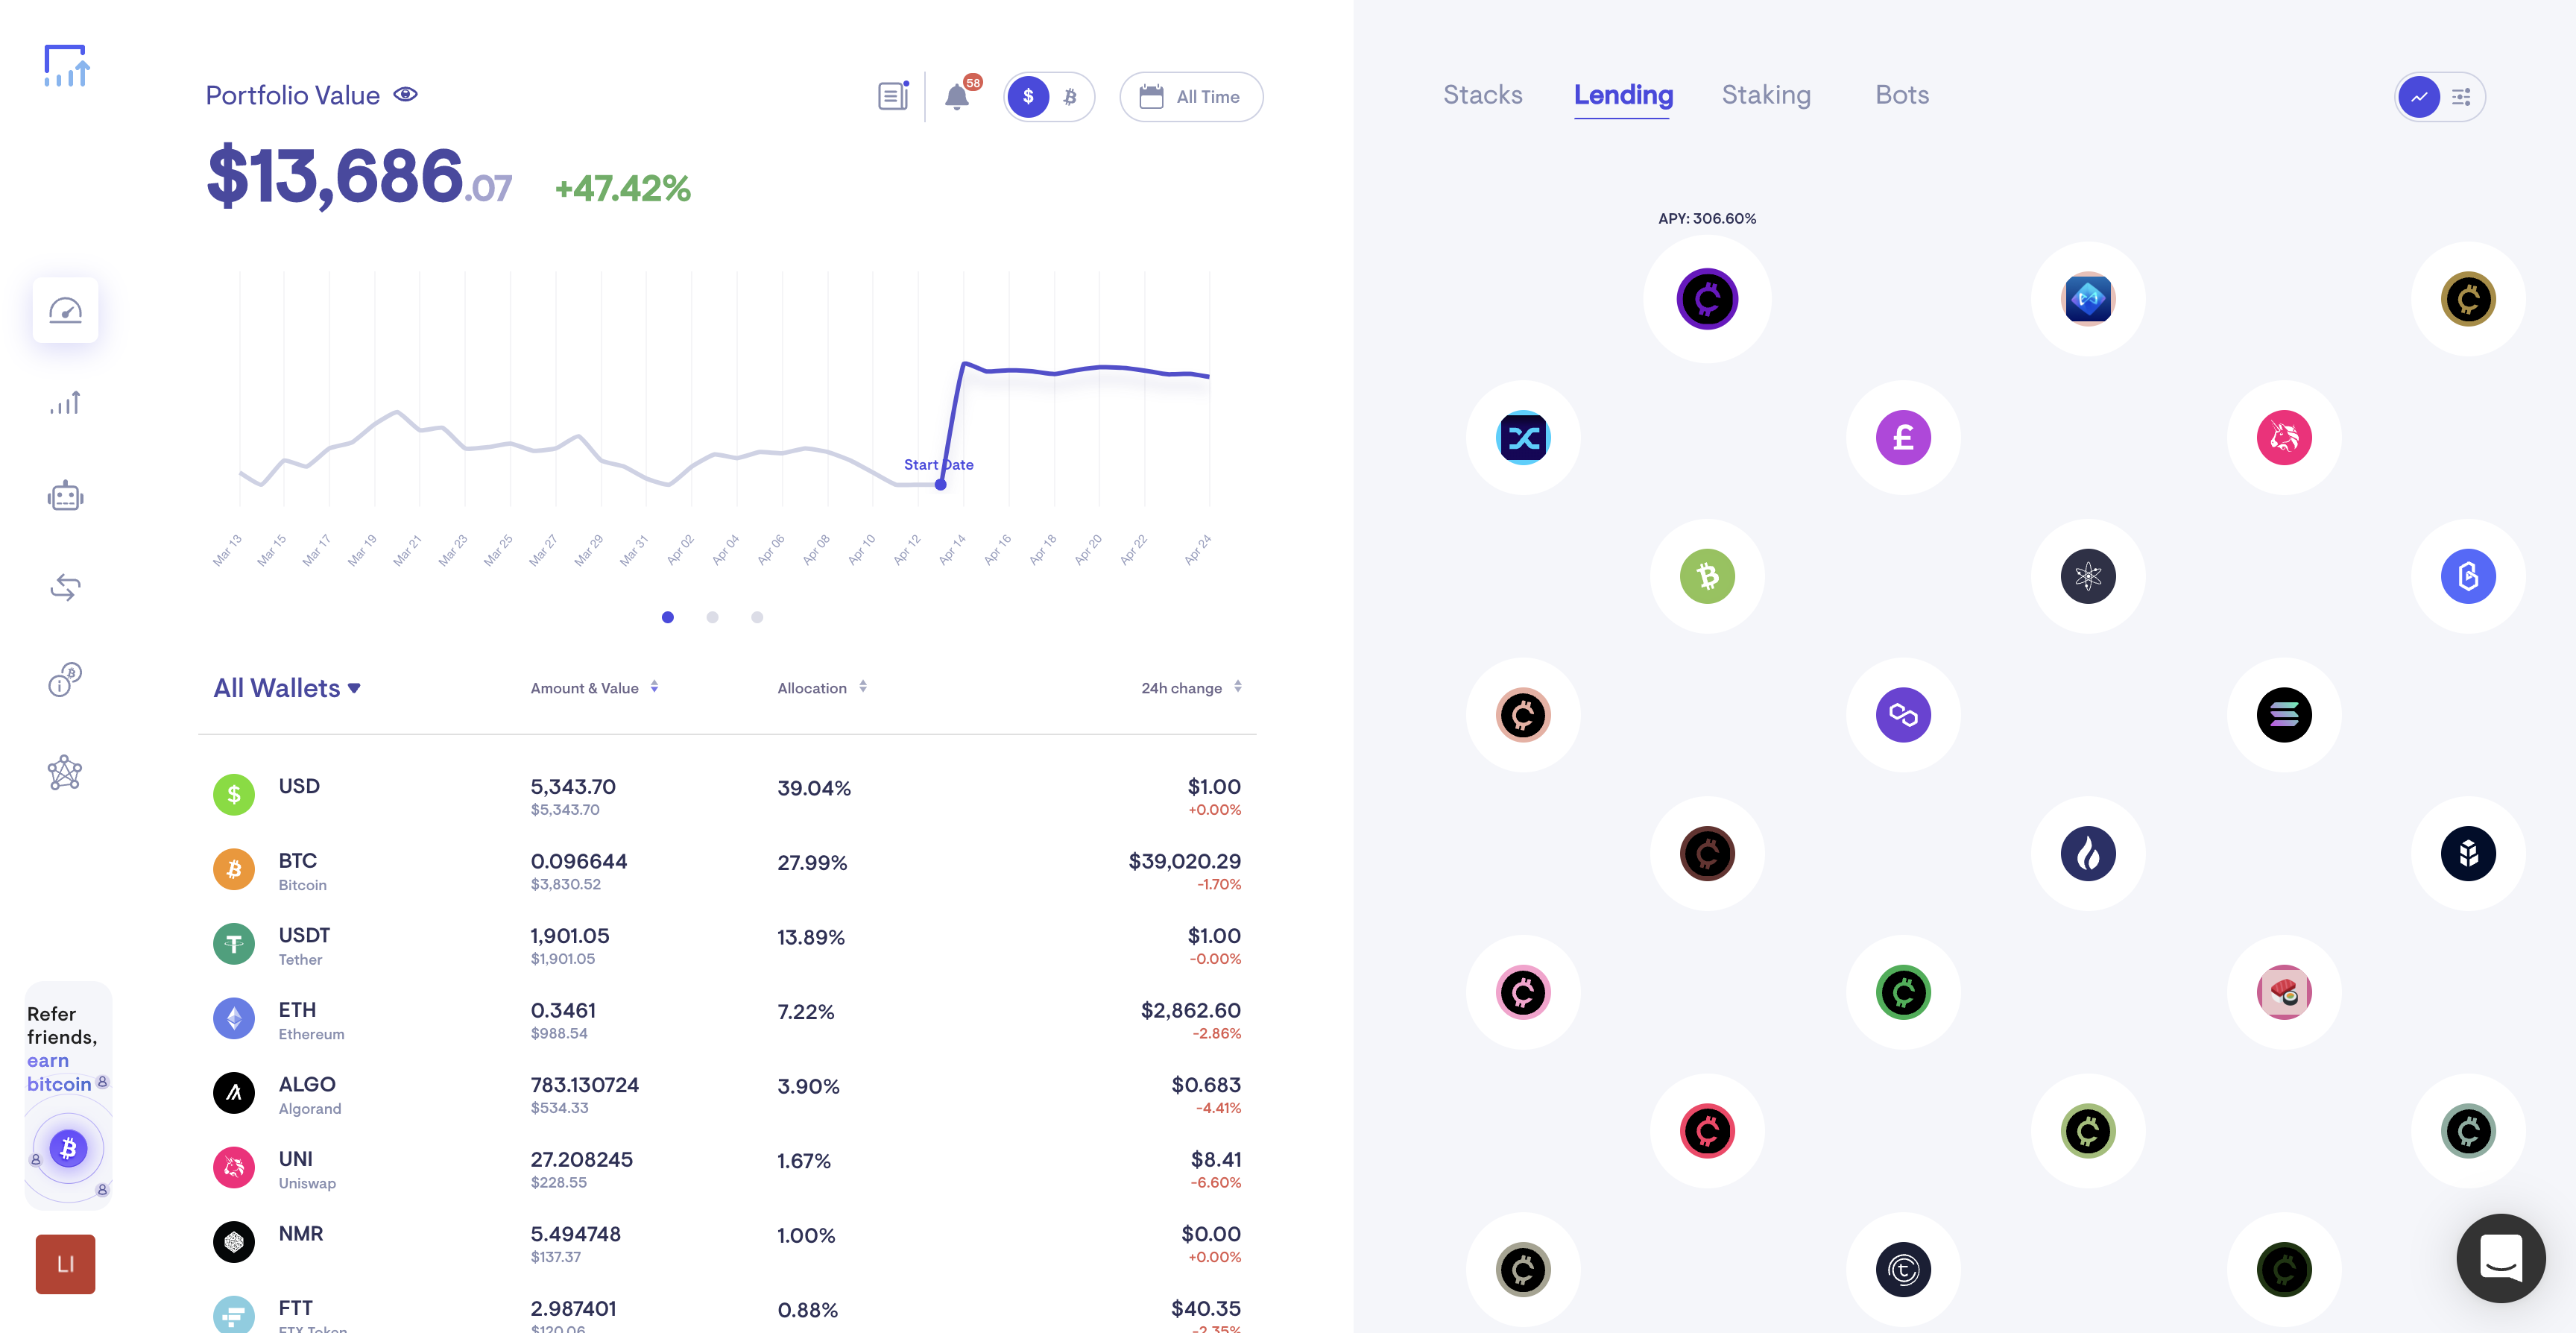 Portfolio Value
58
$
All Time
$13,686.07 +47.42%
Start Date
Mar 13
Mar 15
Mar 17
Mar 19
Mar 21
Mar 23
Mar 25
Mar 27
Mar 29
Mar 31
Apr 02
Apr 04
Apr 06
Apr 08
Apr 10
Apr 12
Apr 14
Apr 16
Apr 18
Apr 20
Apr 22
Apr 24
All Wallets Amount & Value Allocation 24h change
USD 5,343.70 39.04% $1.00
$5,343.70 +0.00%
BTC 0.096644 27.99% $39,020.29
Bitcoin $3,830.52 -1.70%
USDT 1,901.05 13.89% $1.00
Tether $1,901.05 -0.00%
ETH 0.3461 7.22% $2,862.60
Ethereum $988.54 -2.86%
ALGO 783.130724 3.90% $0.683
Algorand $534.33 -4.41%
UNI 27.208245 1.67% $8.41
Uniswap $228.55 -6.60%
NMR 5.494748 1.00% $0.00
$137.37 +0.00%
FTT 2.987401 0.88% $40.35
FTX Token $120.06 -2.35%
Refer
friends,
earn
bitcoin
LI
Stacks Lending Staking Bots
APY: 306.60%